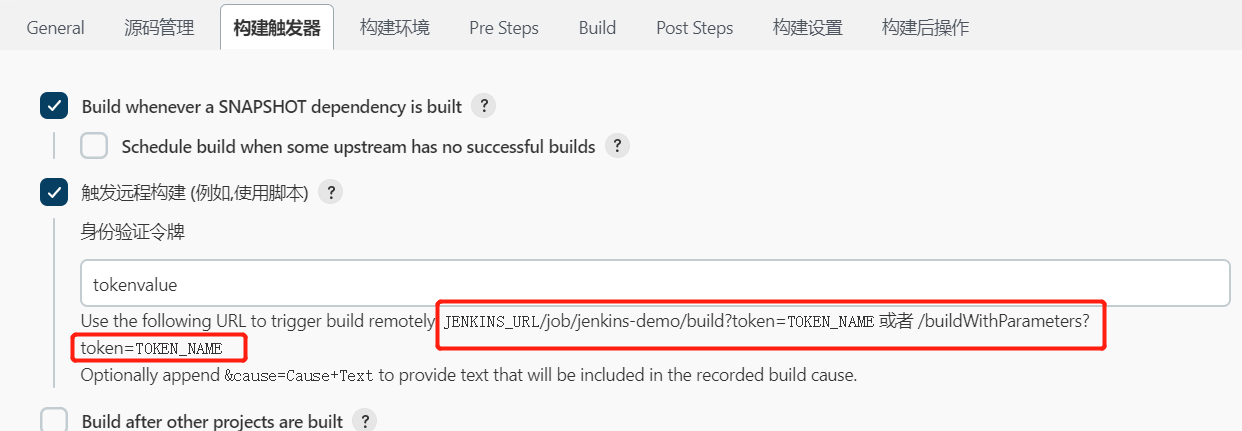 General 源码管理 构建触发器 构建环境 Pre Steps Build Post Steps 构建设置 构建后操作
Build whenever a SNAPSHOT dependency is built ?
Schedule build when some upstream has no successful builds ?
触发远程构建 (例如,使用脚本) ?
身份验证令牌
tokenvalue
Use the following URL to trigger build remotely JENKINS_URL/job/jenkins-demo/build?token=TOKEN_NAME 或者 /buildWithParameters?
token=TOKEN_NAME
Optionally append &cause=Cause+Text to provide text that will be included in the recorded build cause.
Build after other projects are built ?